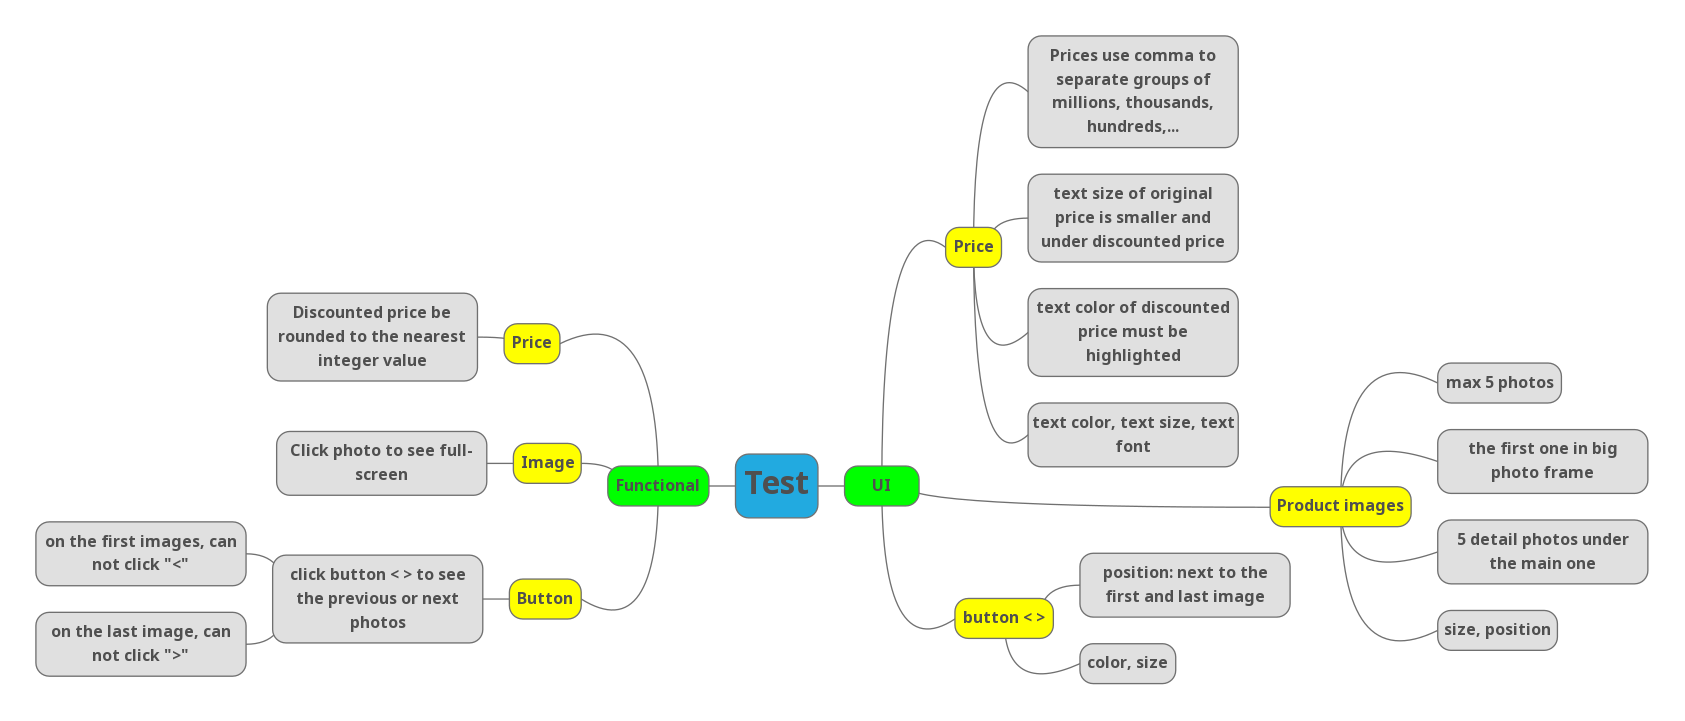 Test
Functional
Price
Discounted price be
rounded to the nearest
integer value
Image
Click photo to see full-
screen
Button
click button < > to see
the previous or next
photos
on the first images, can
not click "<"
on the last image, can
not click ">"
UI
Price
Prices use comma to
separate groups of
millions, thousands,
hundreds,...
text size of original
price is smaller and
under discounted price
text color of discounted
price must be
highlighted
text color, text size, text
font
Product images
max 5 photos
the first one in big
photo frame
5 detail photos under
the main one
size, position
button < >
position: next to the
first and last image
color, size